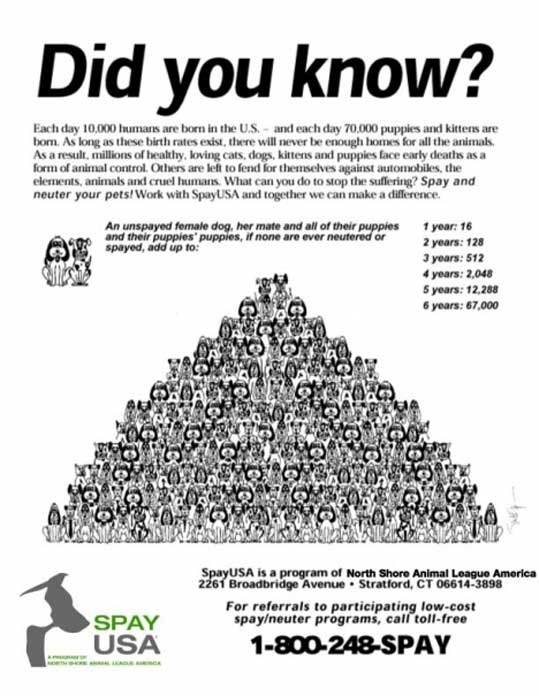 Did you know?
Each day 10,000 humans are born in the U.S. – and each day 70,000 puppies and kittens are
born. As long as these birth rates exist, there will never be enough homes for all the animals.
As a result, millions of healthy, loving cats, dogs, kittens and puppies face early deaths as a
form of animal control. Others are left to fend for themselves against automobiles, the
elements, animals and cruel humans. What can you do to stop the suffering? Spay and
neuter your pets! Work with SpayUSA and together we can make a difference.
An unspayed female dog, her mate and all of their puppies
and their puppies' puppies, if none are ever neutered or
spayed, add up to:
1 year: 16
2 years: 128
3 years: 512
4 years: 2,048
5 years: 12,288
6 years: 67,000
SpayUSA is a program of North Shore Animal League America
2261 Broadbridge Avenue • Stratford, CT 06614-3898
For referrals to participating low-cost
spay/neuter programs, call toll-free
1-800-248-SPAY
SPAY
USA
A PROGRAM OF
NORTH SHORE ANIMAL LEAGUE AMERICA